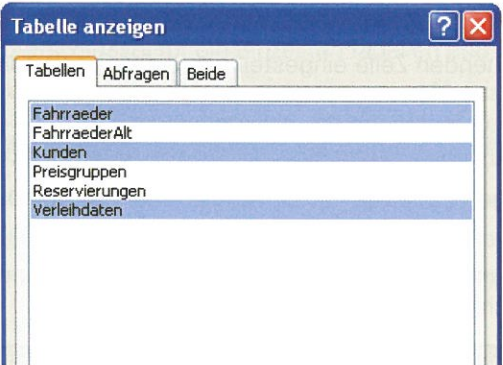 Tabelle anzeigen
Tabellen Abfragen Beide
Fahrraeder
FahrraederAlt
Kunden
Preisgruppen
Reservierungen
Verleihdaten